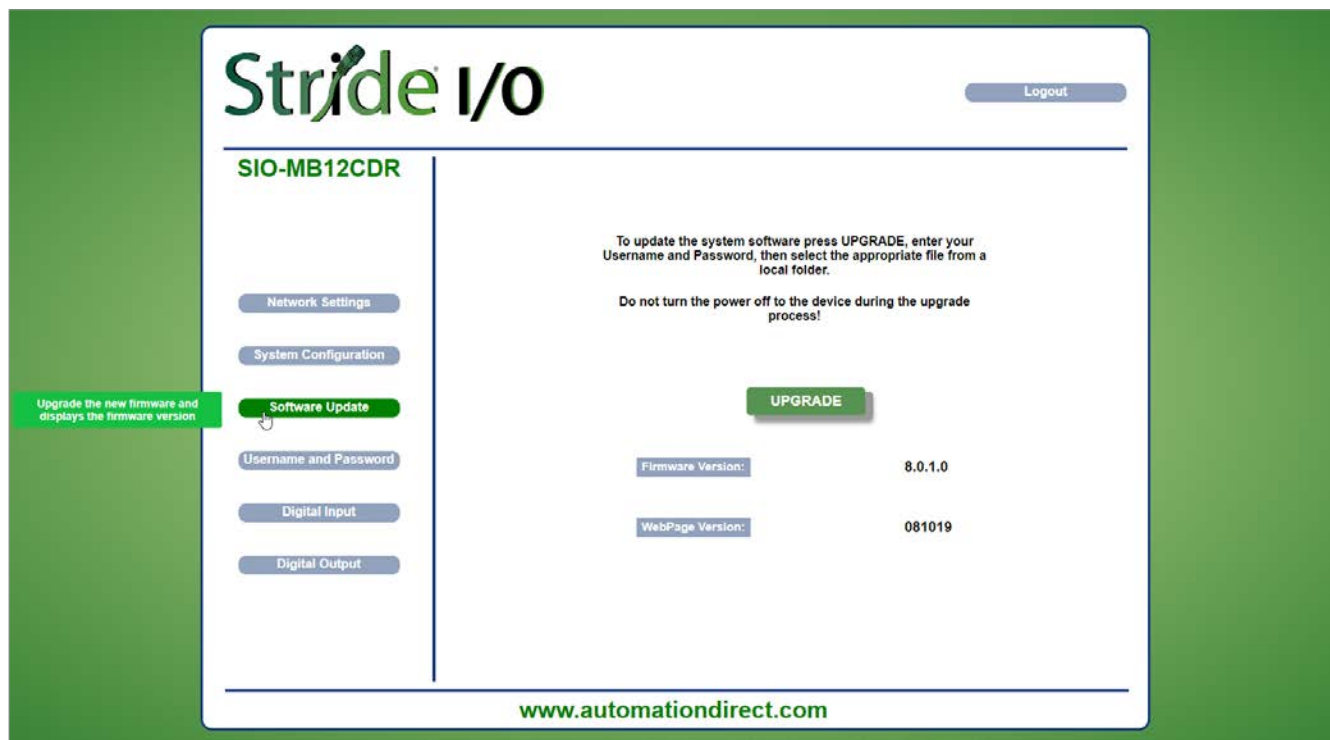 Stride I/O
Logout
SIO-MB12CDR
To update the system software press UPGRADE, enter your
Username and Password, then select the appropriate file from a
local folder.
Do not turn the power off to the device during the upgrade
process!
Network Settings
System Configuration
Upgrade the new firmware and
displays the firmware version
Software Update
UPGRADE
Username and Password
Firmware Version:
8.0.1.0
Digital Input
WebPage Version:
081019
Digital Output
www.automationdirect.com